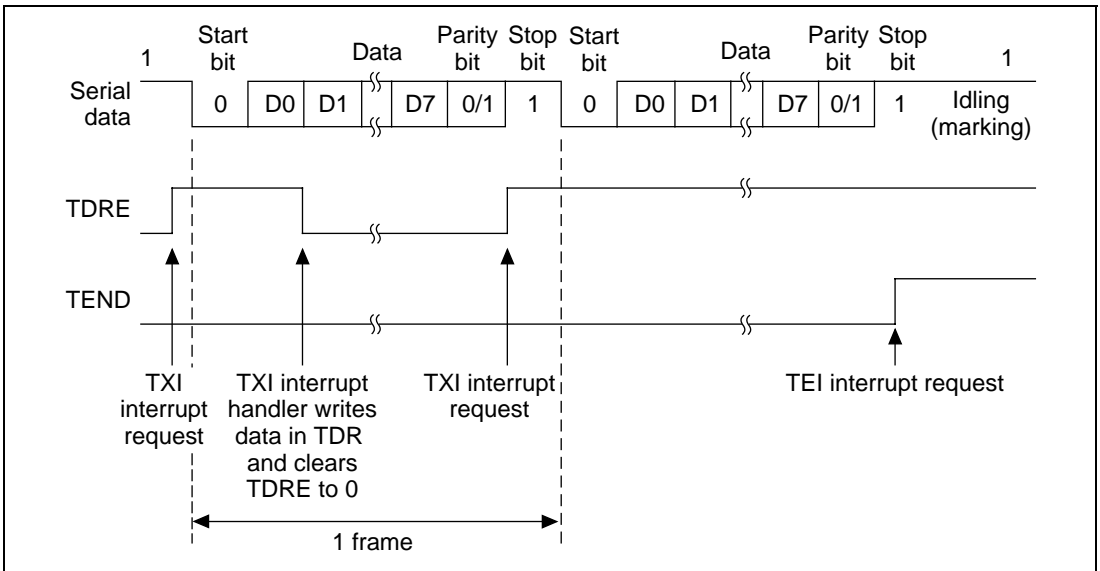 1
Start bit
Data
Parity bit
Stop bit
Start bit
Data
Parity bit
Stop bit
1
Serial data
0
D0
D1
D7
0/1
1
0
D0
D1
D7
0/1
1
Idling (marking)
TDRE
TEND
TXI interrupt request
TXI interrupt handler writes data in TDR and clears TDRE to 0
TXI interrupt request
TEI interrupt request
1 frame